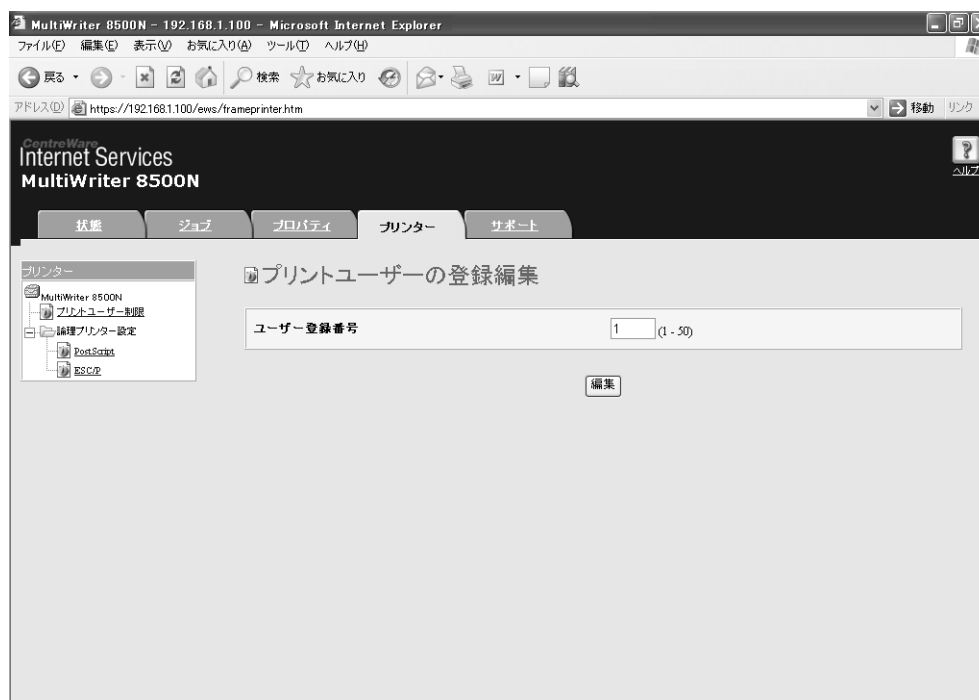 MultiWriter 8500N - 192.168.1.100 - Microsoft Internet Explorer
ファイル(F) 編集(E) 表示(V) お気に入り(A) ツール(T) ヘルプ(H)
戻る 検索 お気に入り
アドレス(D) https://192.168.1.100/ews/frameprinter.htm 移動 リンク
CentreWare
Internet Services
MultiWriter 8500N
ヘルプ
状態 ジョブ プロパティ プリンター サポート
プリンター
MultiWriter 8500N
プリントユーザー制限
論理プリンター設定
PostScript
ESC/P
プリントユーザーの登録編集
ユーザー登録番号 1 (1 - 50)
編集